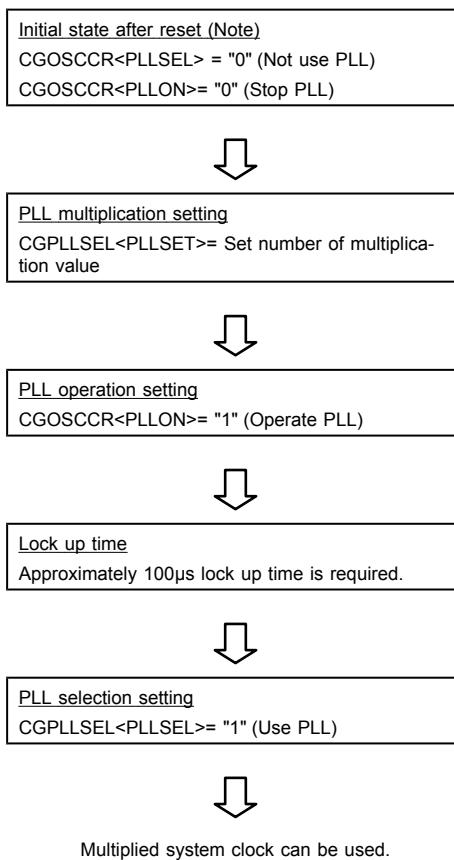 Initial state after reset (Note)
CGOSCCR<PLLSEL> = "0" (Not use PLL)
CGOSCCR<PLLON>= "0" (Stop PLL)
PLL multiplication setting
CGPLLSEL<PLLSET>= Set number of multiplica-
tion value
PLL operation setting
CGOSCCR<PLLON>= "1" (Operate PLL)
Lock up time
Approximately 100µs lock up time is required.
PLL selection setting
CGPLLSEL<PLLSEL>= "1" (Use PLL)
Multiplied system clock can be used.